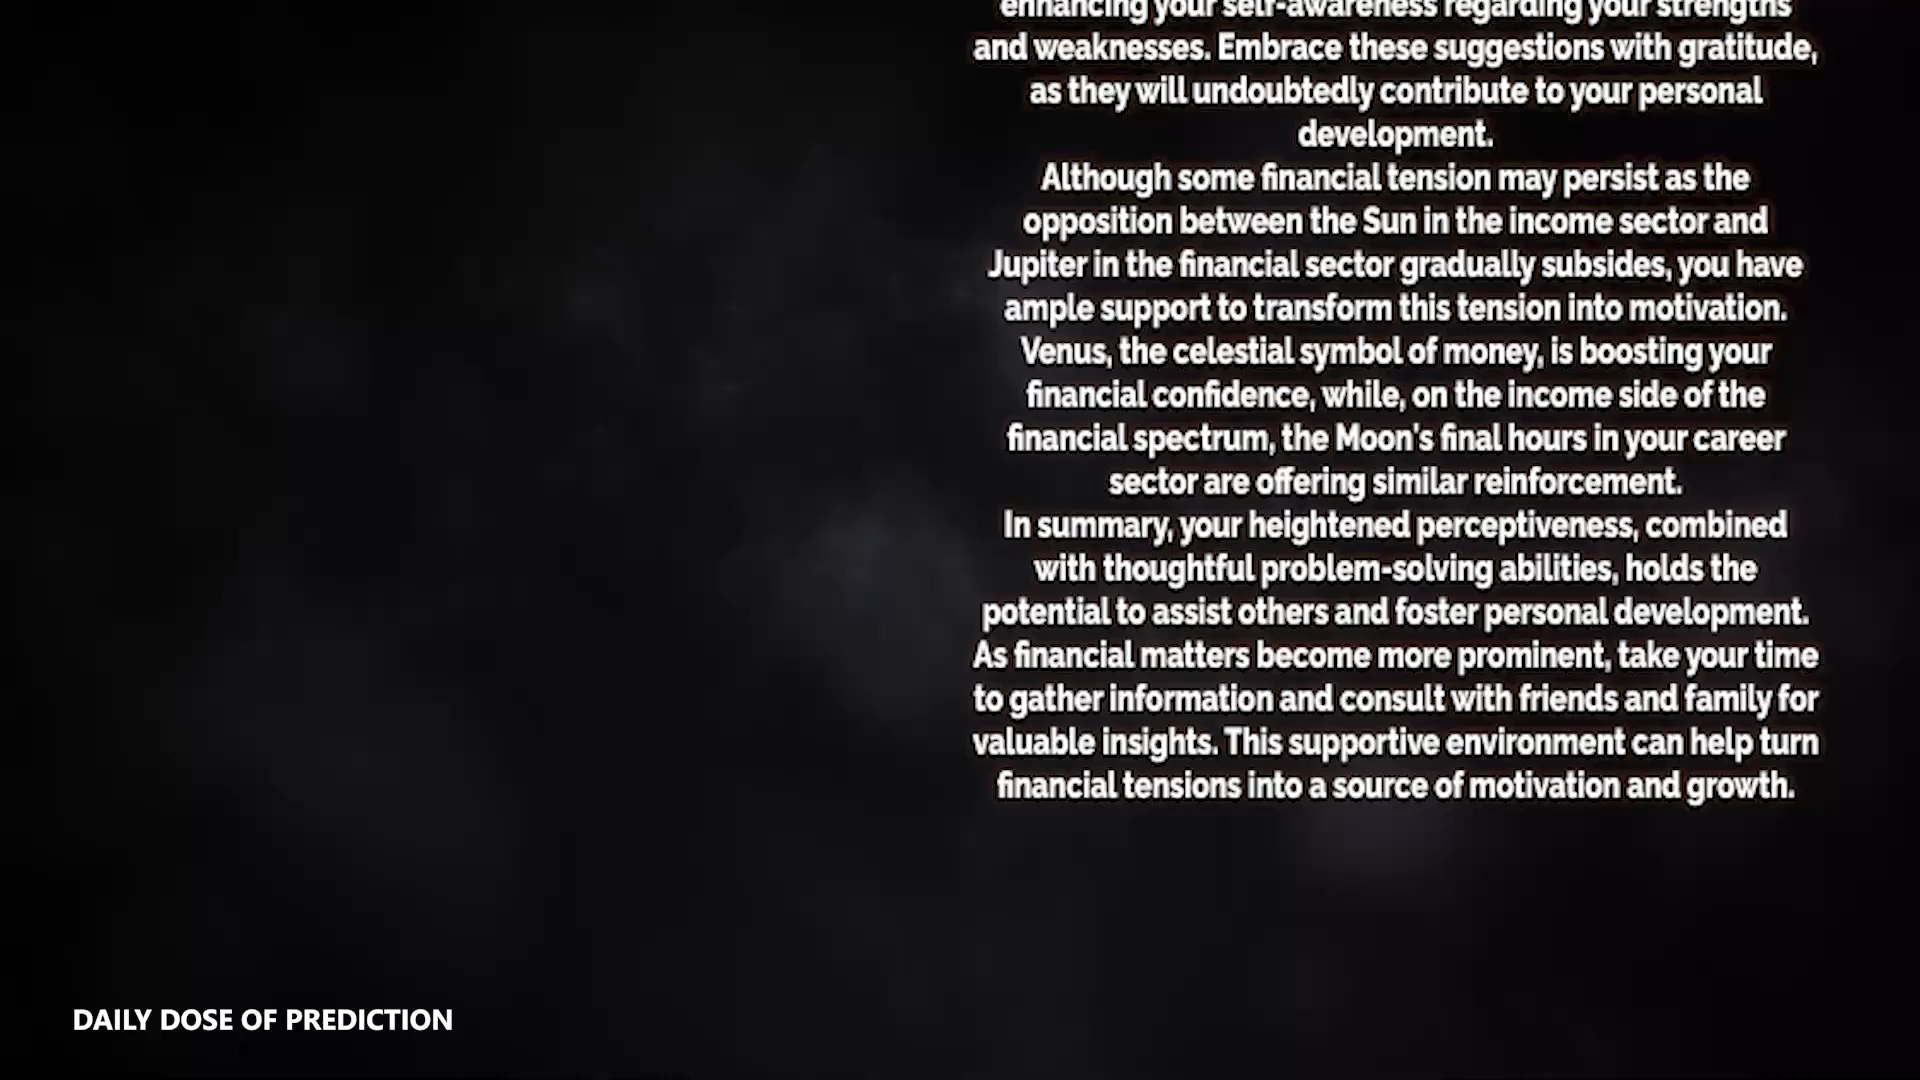 enhancing your self-awareness regarding your strengths
and weaknesses. Embrace these suggestions with gratitude,
as they will undoubtedly contribute to your personal
development.
Although some financial tension may persist as the
opposition between the Sun in the income sector and
Jupiter in the financial sector gradually subsides, you have
ample support to transform this tension into motivation.
Venus, the celestial symbol of money, is boosting your
financial confidence, while, on the income side of the
financial spectrum, the Moon's final hours in your career
sector are offering similar reinforcement.
In summary, your heightened perceptiveness, combined
with thoughtful problem-solving abilities, holds the
potential to assist others and foster personal development.
As financial matters become more prominent, take your time
to gather information and consult with friends and family for
valuable insights. This supportive environment can help turn
financial tensions into a source of motivation and growth.
DAILY DOSE OF PREDICTION